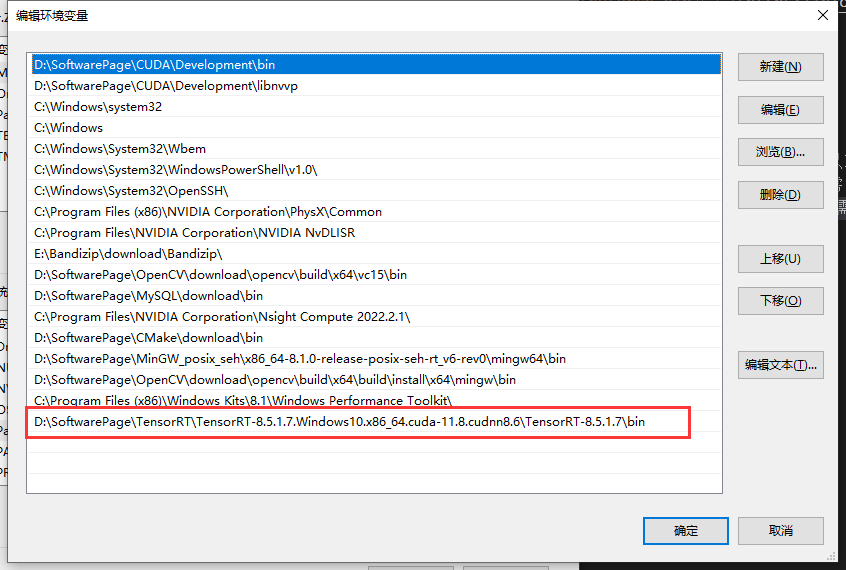 编辑环境变量
D:\SoftwarePage\CUDA\Development\bin
D:\SoftwarePage\CUDA\Development\libnvvp
C:\Windows\system32
C:\Windows
C:\Windows\System32\Wbem
C:\Windows\System32\WindowsPowerShell\v1.0\
C:\Windows\System32\OpenSSH\
C:\Program Files (x86)\NVIDIA Corporation\PhysX\Common
C:\Program Files\NVIDIA Corporation\NVIDIA NvDLISR
E:\Bandizip\download\Bandizip\
D:\SoftwarePage\OpenCV\download\opencv\build\x64\vc15\bin
D:\SoftwarePage\MySQL\download\bin
C:\Program Files\NVIDIA Corporation\Nsight Compute 2022.2.1\
D:\SoftwarePage\CMake\download\bin
D:\SoftwarePage\MinGW_posix_seh\x86_64-8.1.0-release-posix-seh-rt_v6-rev0\mingw64\bin
D:\SoftwarePage\OpenCV\download\opencv\build\x64\build\install\x64\mingw\bin
C:\Program Files (x86)\Windows Kits\8.1\Windows Performance Toolkit\
D:\SoftwarePage\TensorRT\TensorRT-8.5.1.7.Windows10.x86_64.cuda-11.8.cudnn8.6\TensorRT-8.5.1.7\bin
新建(N)
编辑(E)
浏览(B)...
删除(D)
上移(U)
下移(O)
编辑文本(T)...
确定
取消